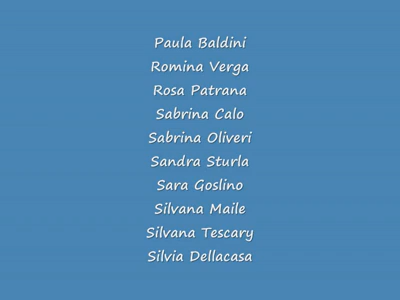 Paula Baldini
Romina Verga
Rosa Patrana
Sabrina Calo
Sabrina Oliveri
Sandra Sturla
Sara Goslino
Silvana Maile
Silvana Tescary
Silvia Dellacasa